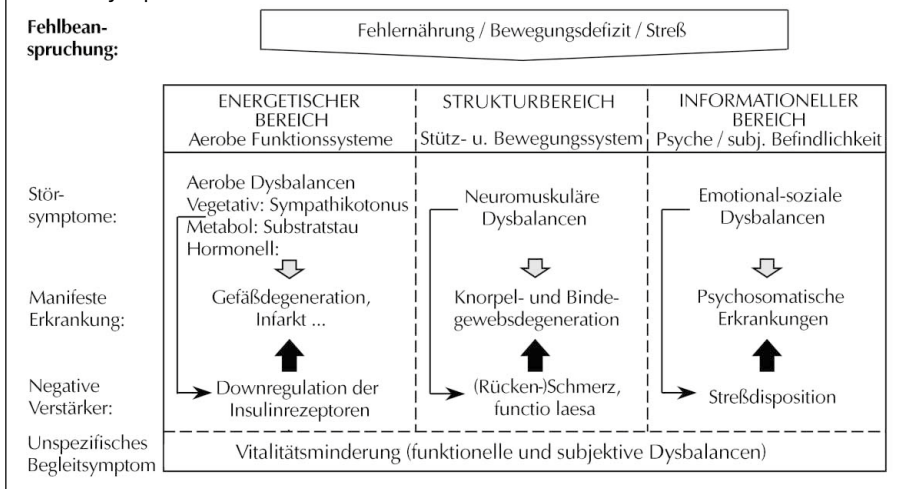 Fehlbean-
spruchung:
Fehlernährung / Bewegungsdefizit / Streß
ENERGETISCHER
BEREICH
Aerobe Funktionssysteme
STRUKTURBEREICH
Stütz- u. Bewegungssystem
INFORMATIONELLER
BEREICH
Psyche / subj. Befindlichkeit
Stör-
symptome:
Aerobe Dysbalancen
Vegetativ: Sympathikotonus
Metabol: Substratstau
Hormonell:
Neuromuskuläre
Dysbalancen
Emotional-soziale
Dysbalancen
Manifeste
Erkrankung:
Gefäßdegeneration,
Infarkt ...
Knorpel- und Binde-
gewebsdegeneration
Psychosomatische
Erkrankungen
Negative
Verstärker:
Downregulation der
Insulinrezeptoren
(Rücken-)Schmerz,
functio laesa
Streßdisposition
Unspezifisches
Begleitsymptom
Vitalitätsminderung (funktionelle und subjektive Dysbalancen)